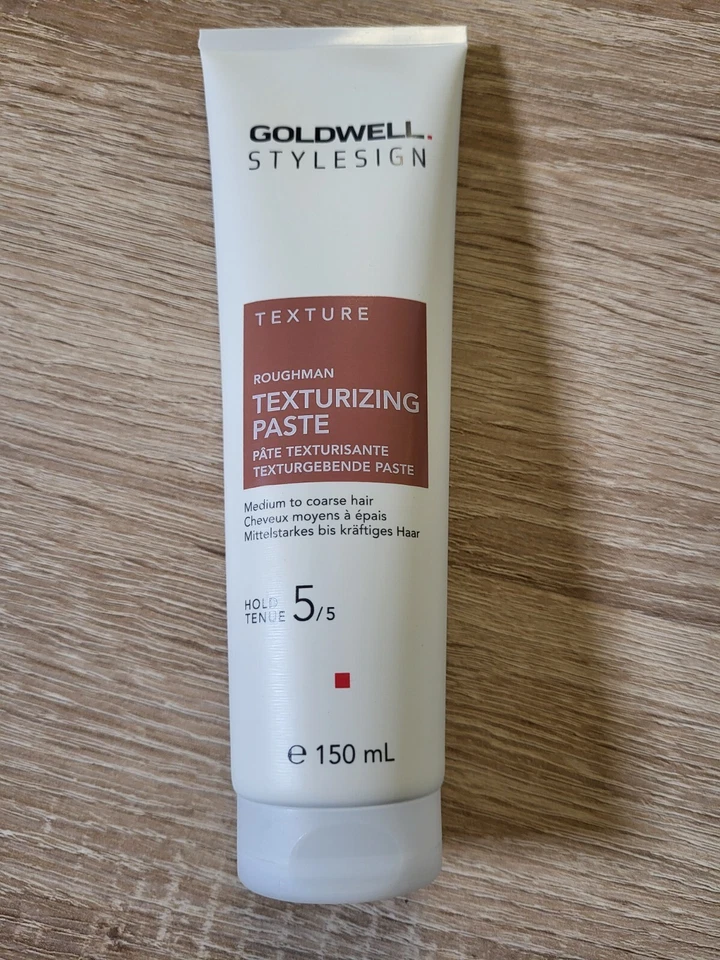 GOLDWELL.
STYLESIGN
TEXTURE
ROUGHMAN
TEXTURIZING
PASTE
PÂTE TEXTURISANTE
TEXTURGEBENDE PASTE
Medium to coarse hair
Cheveux moyens à épais
Mittelstarkes bis kräftiges Haar
HOLD
TENUE 5/5
℮ 150 mL